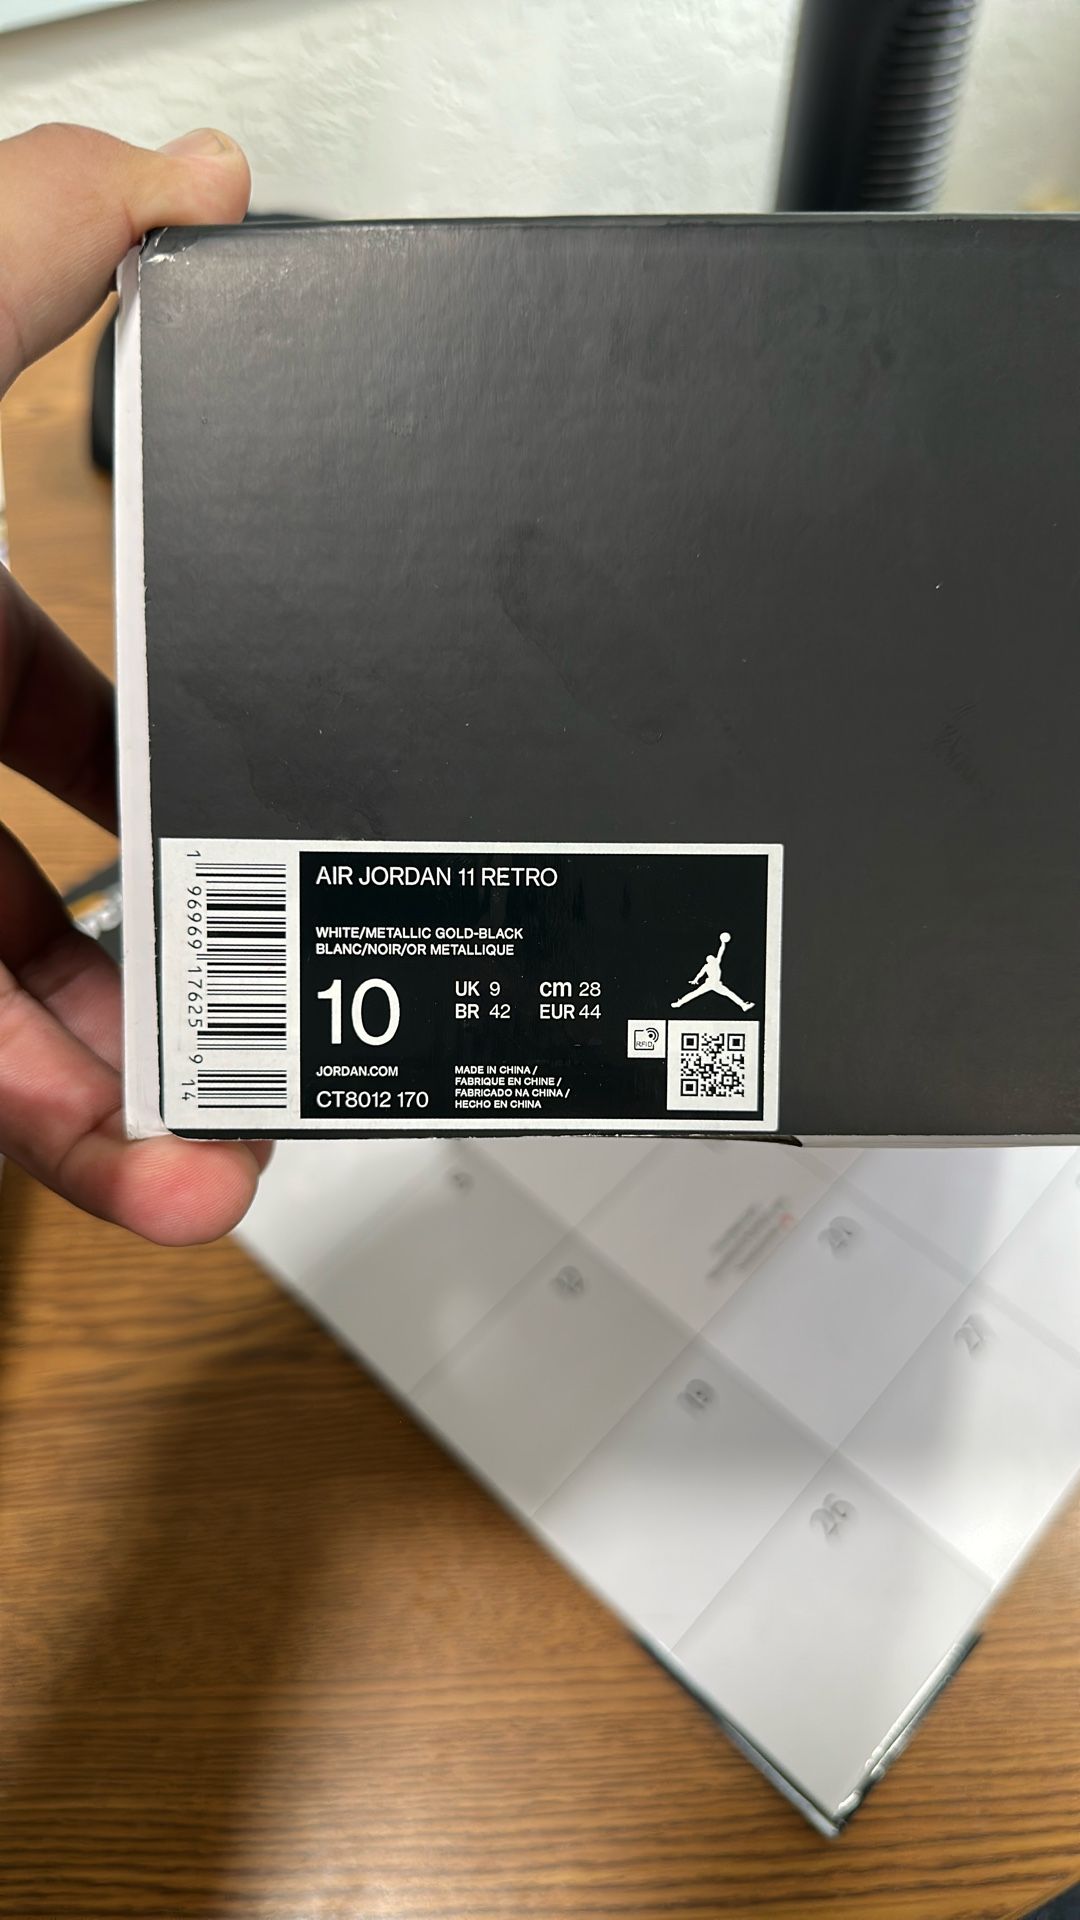 AIR JORDAN 11 RETRO
WHITE/METALLIC GOLD-BLACK
BLANC/NOIR/OR METALLIQUE
10
UK 9
cm 28
BR 42
EUR 44
RFID
JORDAN.COM
CT8012 170
MADE IN CHINA /
FABRIQUE EN CHINE /
FABRICADO NA CHINA /
HECHO EN CHINA
1 96969 17625 9 14
27
26